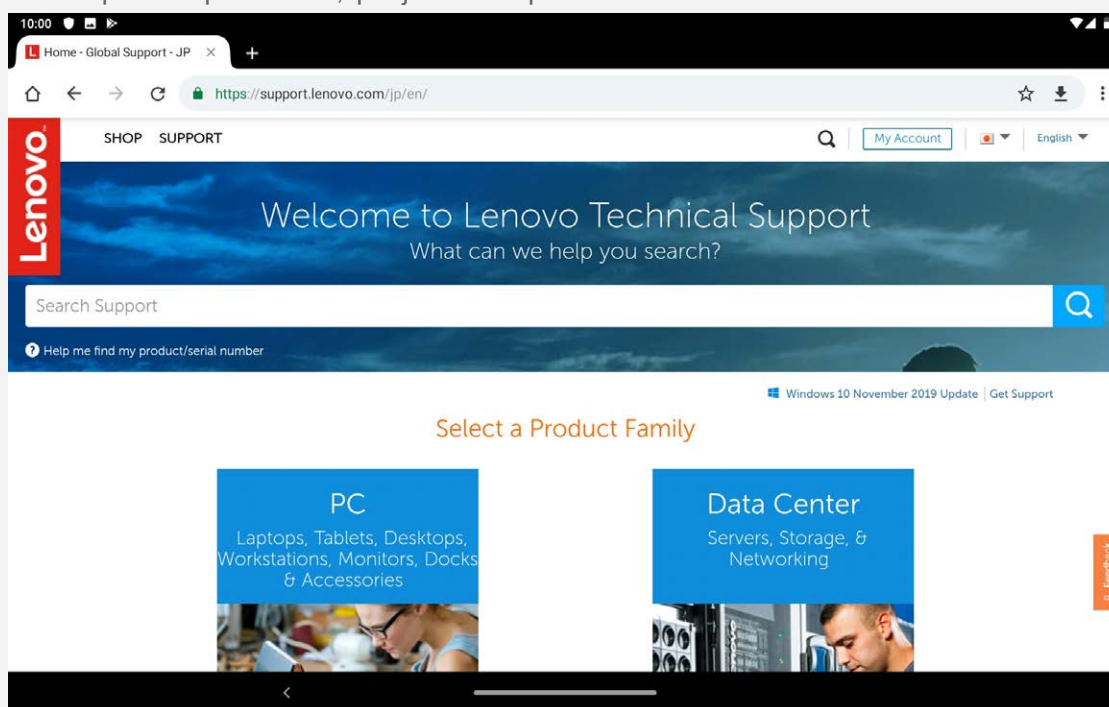 10:00
Home - Global Support - JP
https://support.lenovo.com/jp/en/
Lenovo
SHOP SUPPORT
My Account
English
Welcome to Lenovo Technical Support
What can we help you search?
Search Support
Help me find my product/serial number
Windows 10 November 2019 Update Get Support
Select a Product Family
PC
Laptops, Tablets, Desktops,
Workstations, Monitors, Docks
& Accessories
Data Center
Servers, Storage, &
Networking
Feedback